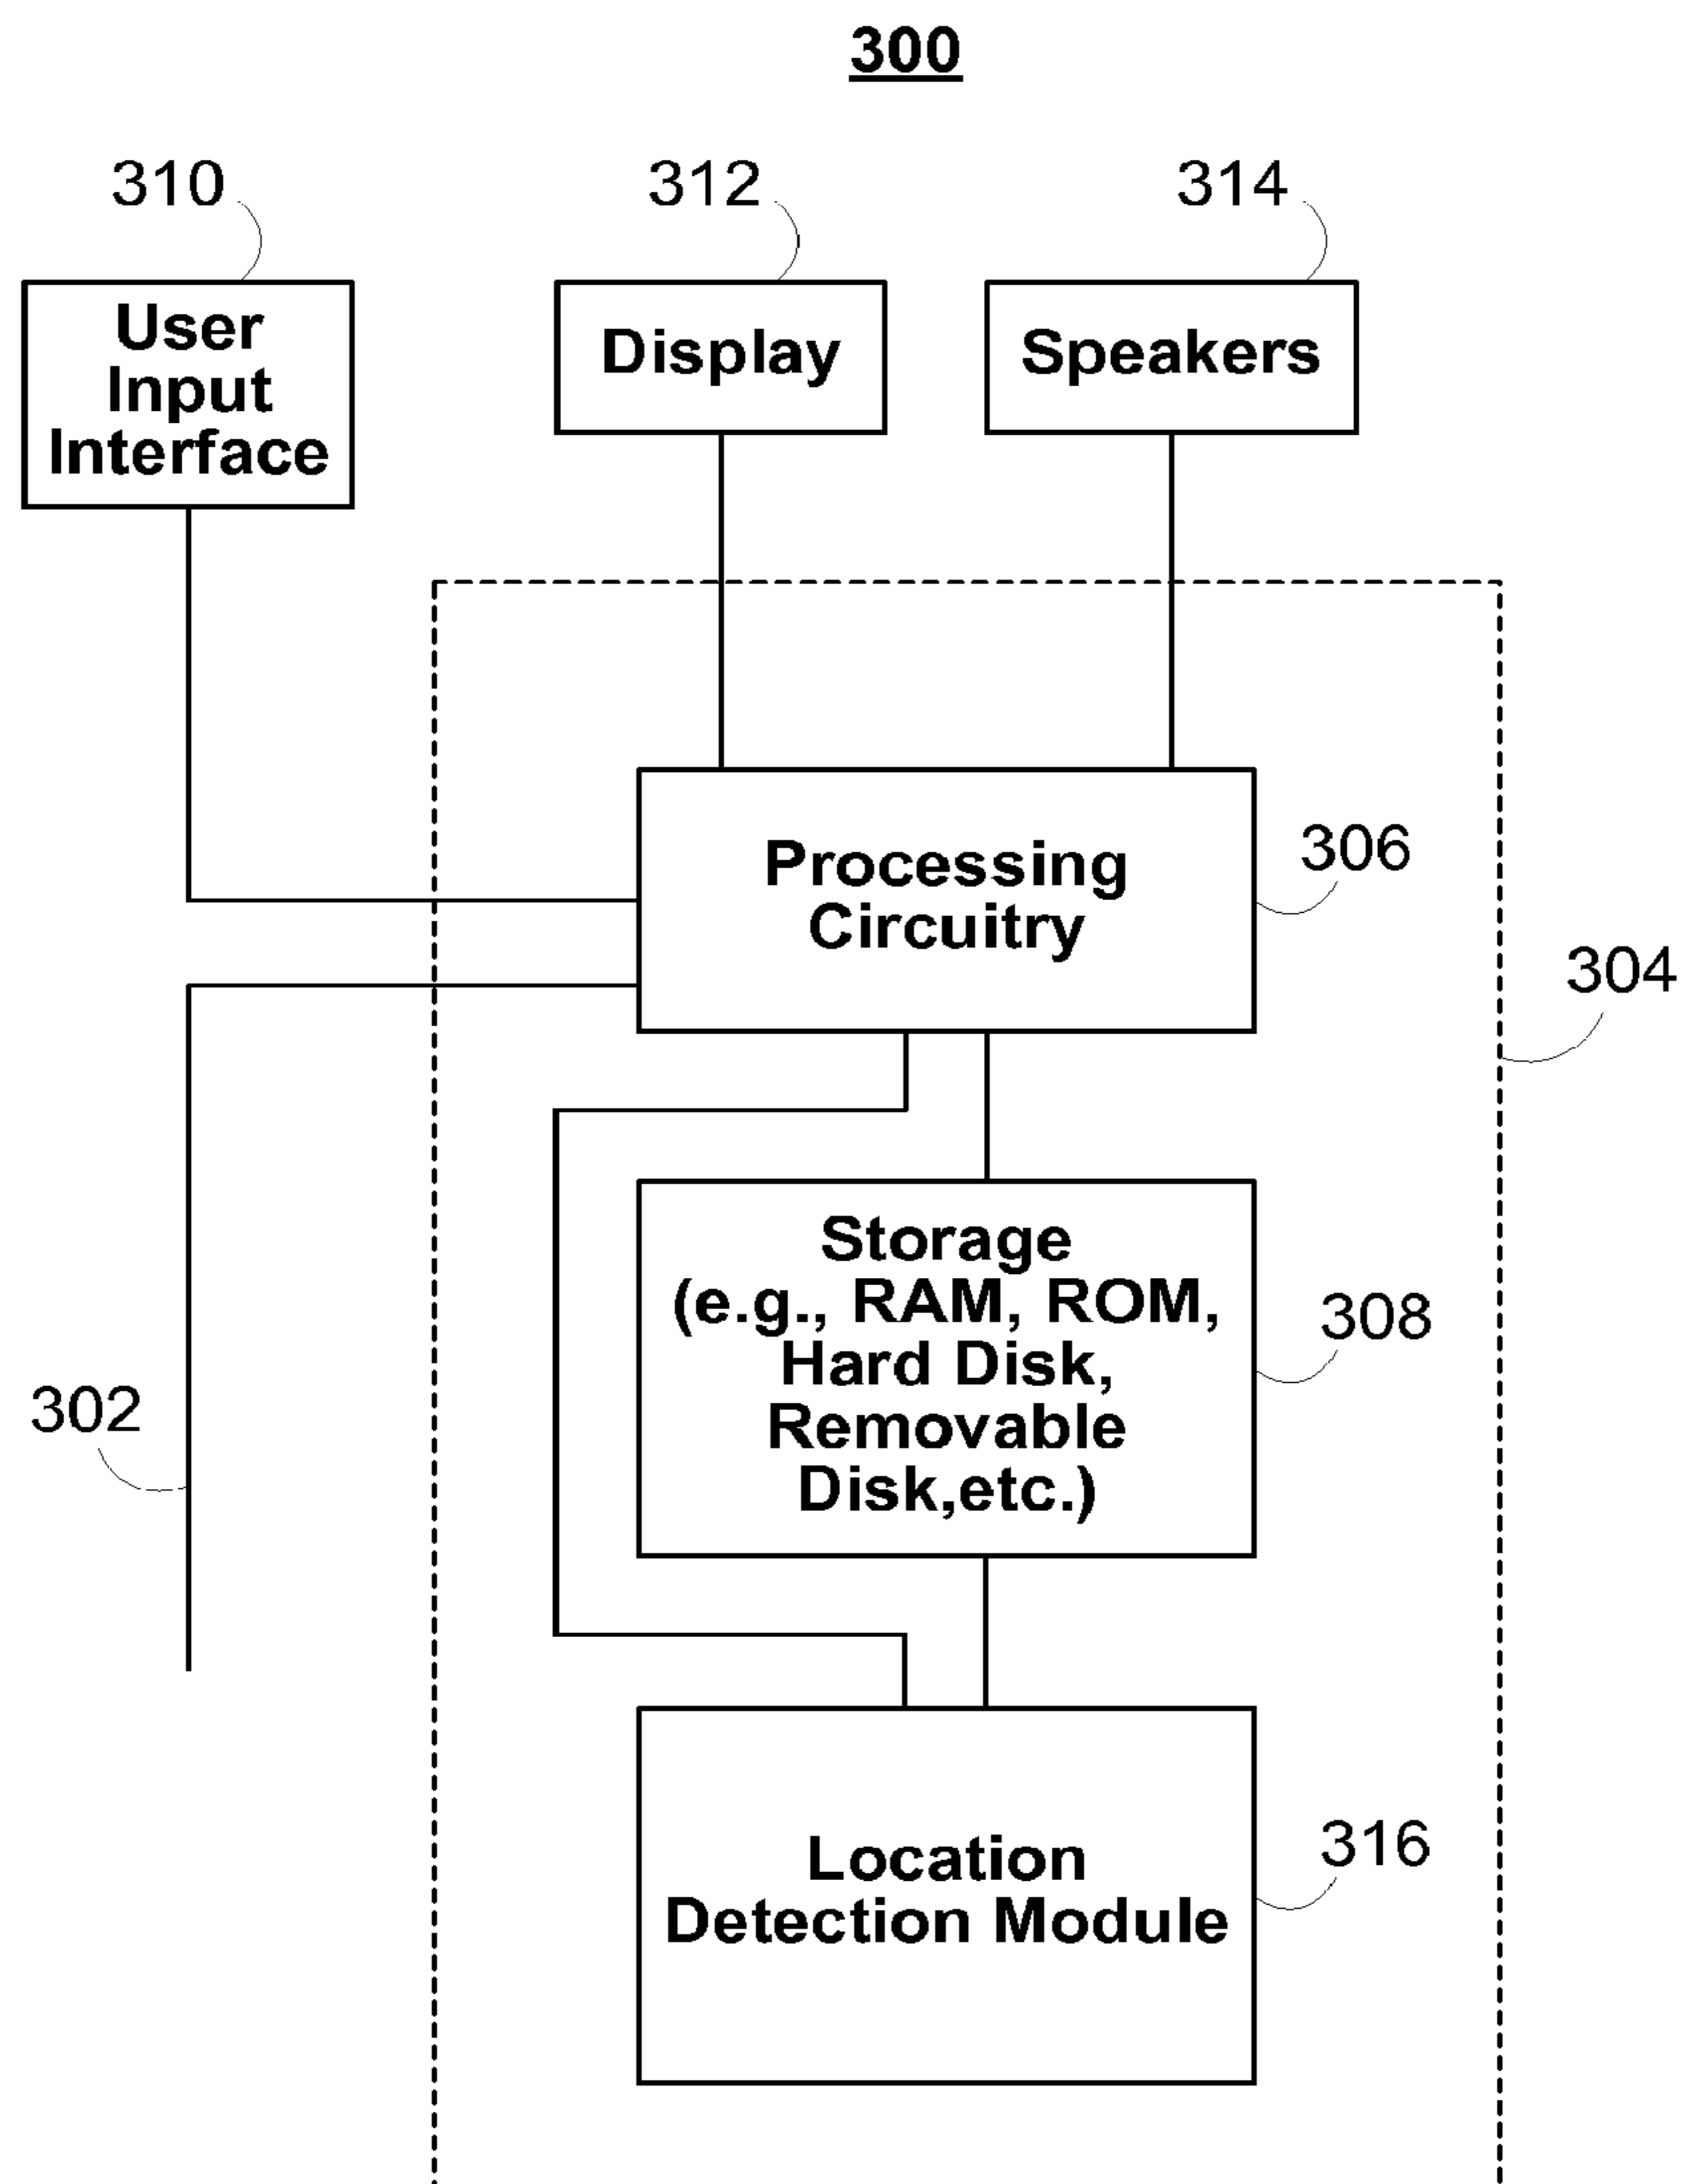 300
310
312
314
User
Input
Interface
Display
Speakers
Processing
Circuitry
306
304
Storage
(e.g., RAM, ROM,
Hard Disk,
Removable
Disk,etc.)
308
302
Location
Detection Module
316